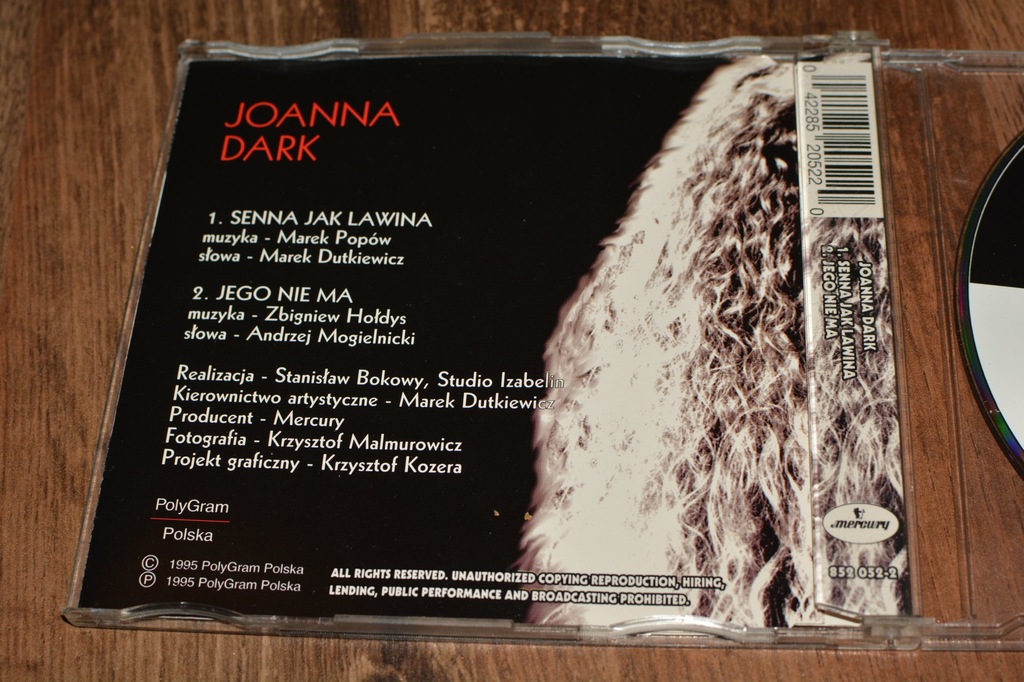 JOANNA
DARK
1. SENNA JAK LAWINA
muzyka - Marek Popów
słowa - Marek Dutkiewicz
2. JEGO NIE MA
muzyka - Zbigniew Hołdys
słowa - Andrzej Mogielnicki
Realizacja - Stanisław Bokowy, Studio Izabelin
Kierownictwo artystyczne - Marek Dutkiewicz
Producent - Mercury
Fotografia - Krzysztof Malmurowicz
Projekt graficzny - Krzysztof Kozera
PolyGram
Polska
© 1995 PolyGram Polska
℗ 1995 PolyGram Polska
ALL RIGHTS RESERVED. UNAUTHORIZED COPYING REPRODUCTION, HIRING,
LENDING, PUBLIC PERFORMANCE AND BROADCASTING PROHIBITED.
0 42285 20522 0
JOANNA DARK
1. SENNA JAK LAWINA
2. JEGO NIE MA
mercury
852 052-2